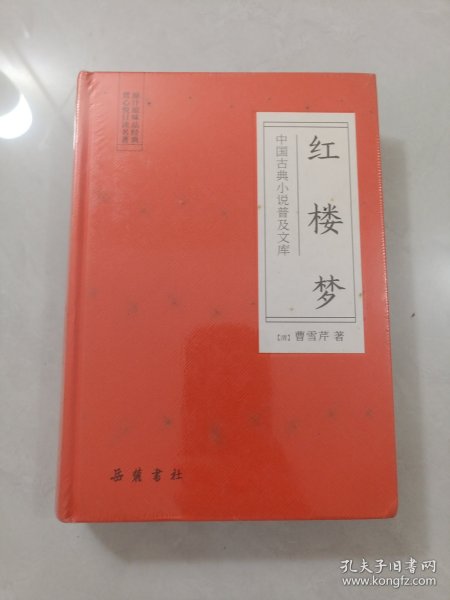 红楼梦
中国古典小说普及文库
[清] 曹雪芹 著
岳麓书社
孔夫子旧书网
www.kongfz.com